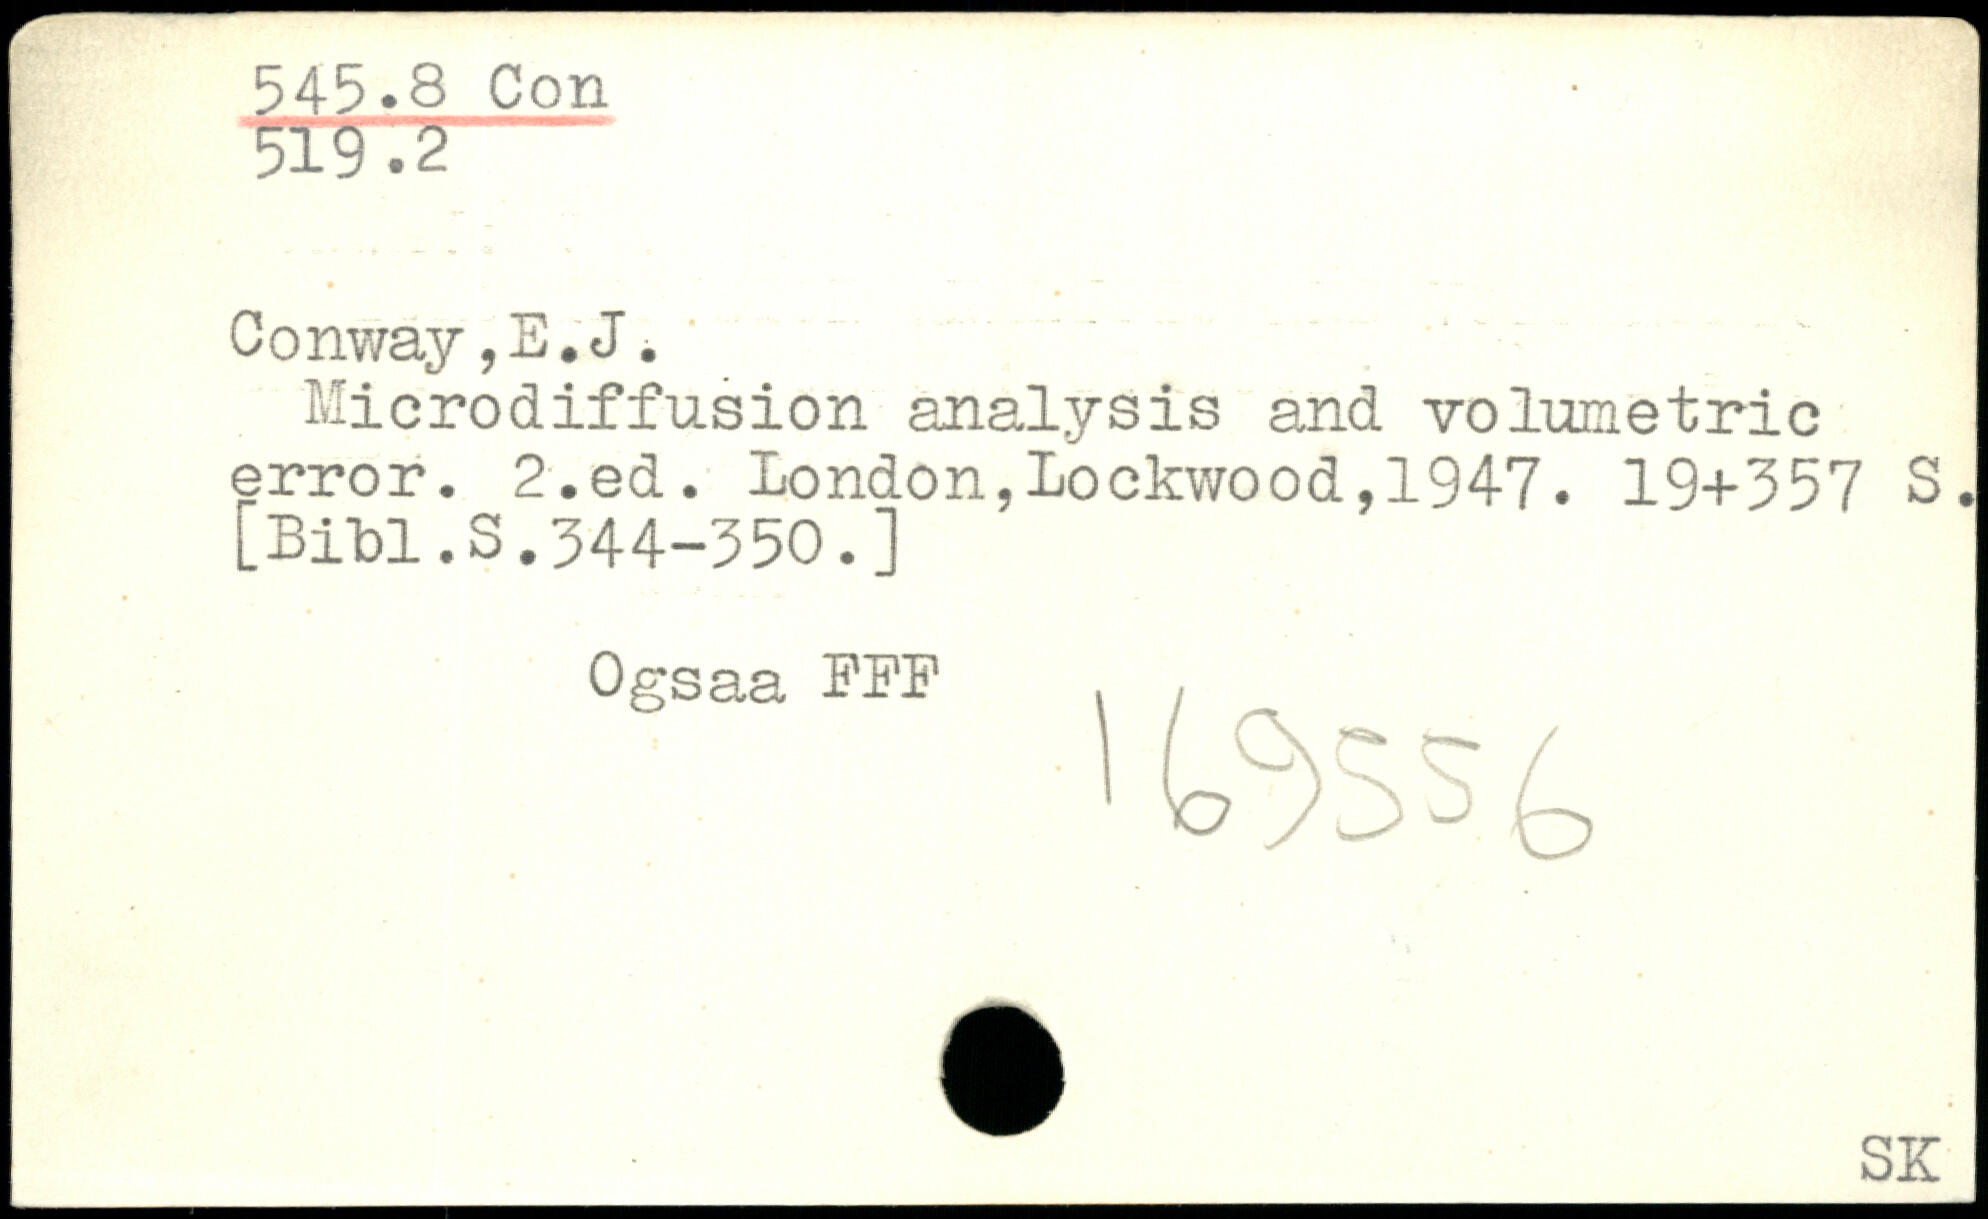 545.8 Con
519.2
Conway,E.J.
Microdiffusion analysis and volumetric
error. 2.ed. London,Lockwood,1947. 19+357 S.
[Bibl.S.344-350.]
Ogsaa FFF
169556
SK